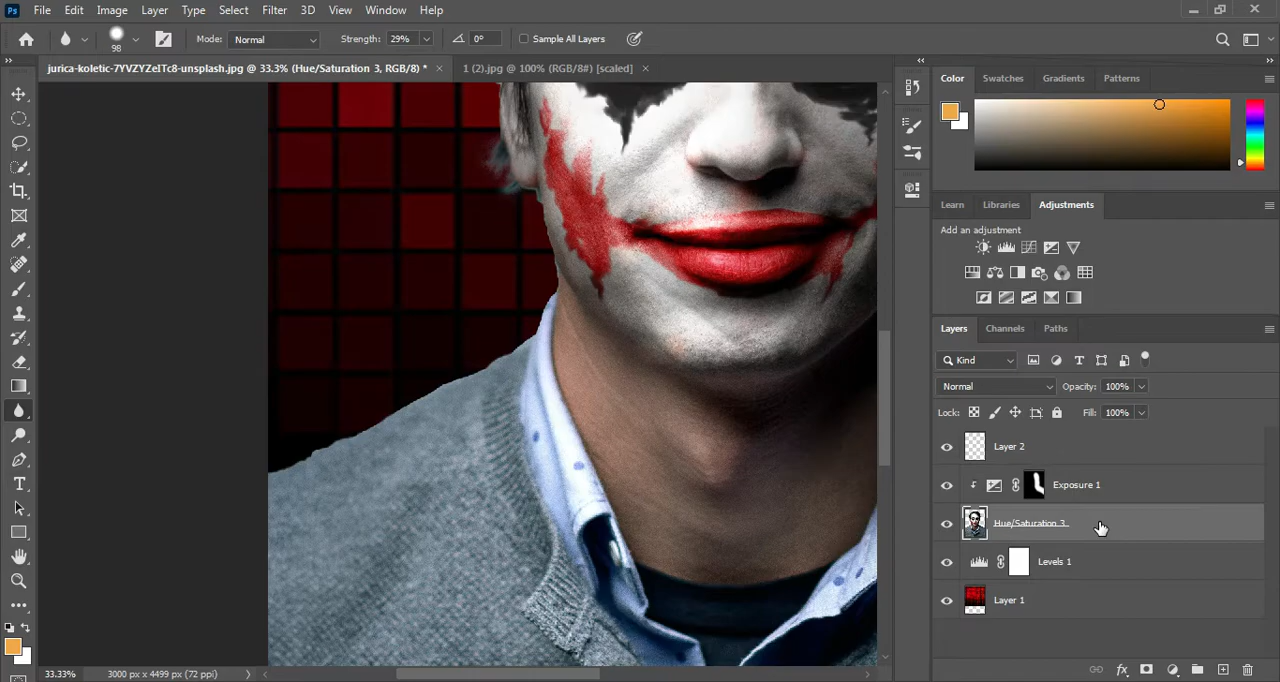 Ps File Edit Image Layer Type Select Filter 3D View Window Help
98 Mode: Normal Strength: 29% 0° Sample All Layers
jurica-koletic-7YVZYZeITc8-unsplash.jpg @ 33.3% (Hue/Saturation 3, RGB/8) * × 1 (2).jpg @ 100% (RGB/8#) [scaled] ×
Color Swatches Gradients Patterns
Learn Libraries Adjustments
Add an adjustment
Layers Channels Paths
Kind
Normal Opacity: 100%
Lock: Fill: 100%
Layer 2
Exposure 1
Hue/Saturation 3
Levels 1
Layer 1
33.33% 3000 px x 4499 px (72 ppi)